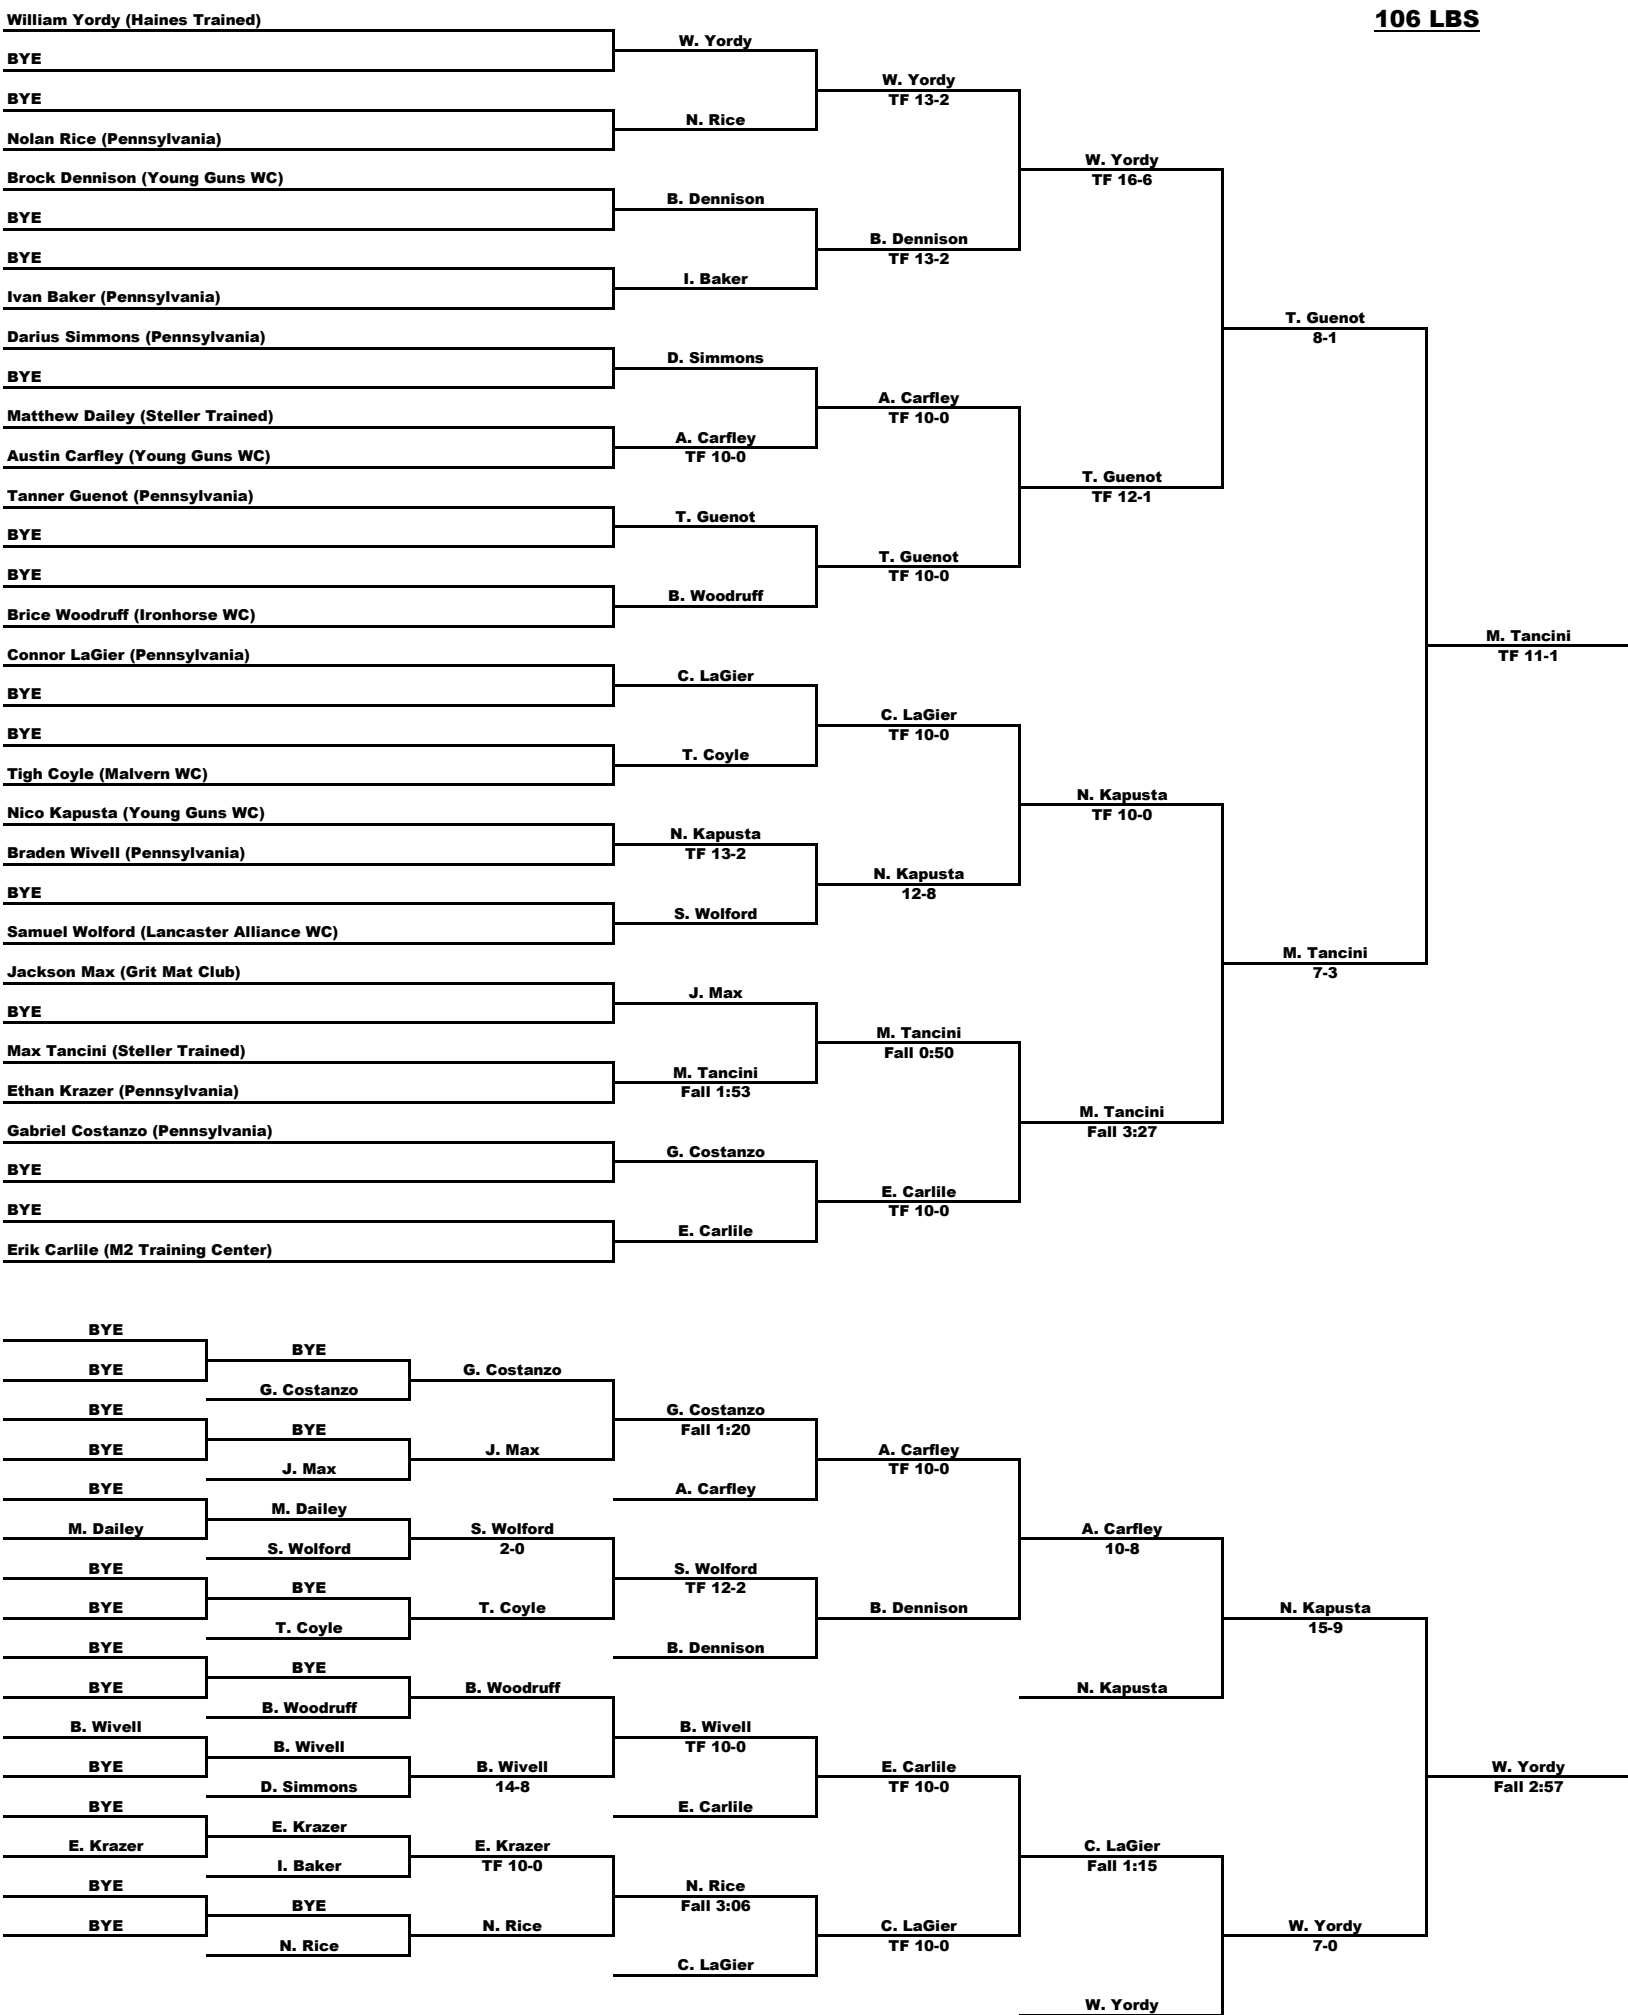 106 LBS
William Yordy (Haines Trained)
BYE
BYE
Nolan Rice (Pennsylvania)
Brock Dennison (Young Guns WC)
BYE
BYE
Ivan Baker (Pennsylvania)
Darius Simmons (Pennsylvania)
BYE
Matthew Dailey (Steller Trained)
Austin Carfley (Young Guns WC)
Tanner Guenot (Pennsylvania)
BYE
BYE
Brice Woodruff (Ironhorse WC)
Connor LaGier (Pennsylvania)
BYE
BYE
Tigh Coyle (Malvern WC)
Nico Kapusta (Young Guns WC)
Braden Wivell (Pennsylvania)
BYE
Samuel Wolford (Lancaster Alliance WC)
Jackson Max (Grit Mat Club)
BYE
Max Tancini (Steller Trained)
Ethan Krazer (Pennsylvania)
Gabriel Costanzo (Pennsylvania)
BYE
BYE
Erik Carlile (M2 Training Center)
W. Yordy
N. Rice
B. Dennison
I. Baker
D. Simmons
A. Carfley
TF 10-0
T. Guenot
B. Woodruff
C. LaGier
T. Coyle
N. Kapusta
TF 13-2
S. Wolford
J. Max
M. Tancini
Fall 1:53
G. Costanzo
E. Carlile
W. Yordy
TF 13-2
B. Dennison
TF 13-2
A. Carfley
TF 10-0
T. Guenot
TF 10-0
C. LaGier
TF 10-0
N. Kapusta
12-8
M. Tancini
Fall 0:50
E. Carlile
TF 10-0
W. Yordy
TF 16-6
T. Guenot
TF 12-1
N. Kapusta
TF 10-0
M. Tancini
Fall 3:27
T. Guenot
8-1
M. Tancini
7-3
M. Tancini
TF 11-1
BYE
BYE
BYE
BYE
BYE
M. Dailey
BYE
BYE
BYE
BYE
B. Wivell
BYE
BYE
E. Krazer
BYE
BYE
BYE
G. Costanzo
BYE
J. Max
M. Dailey
S. Wolford
BYE
T. Coyle
BYE
B. Woodruff
B. Wivell
D. Simmons
E. Krazer
I. Baker
BYE
N. Rice
G. Costanzo
J. Max
S. Wolford
2-0
T. Coyle
B. Woodruff
B. Wivell
14-8
E. Krazer
TF 10-0
N. Rice
G. Costanzo
Fall 1:20
A. Carfley
S. Wolford
TF 12-2
B. Dennison
B. Wivell
TF 10-0
E. Carlile
N. Rice
Fall 3:06
C. LaGier
A. Carfley
TF 10-0
B. Dennison
E. Carlile
TF 10-0
C. LaGier
TF 10-0
A. Carfley
10-8
N. Kapusta
C. LaGier
Fall 1:15
W. Yordy
N. Kapusta
15-9
W. Yordy
7-0
W. Yordy
Fall 2:57